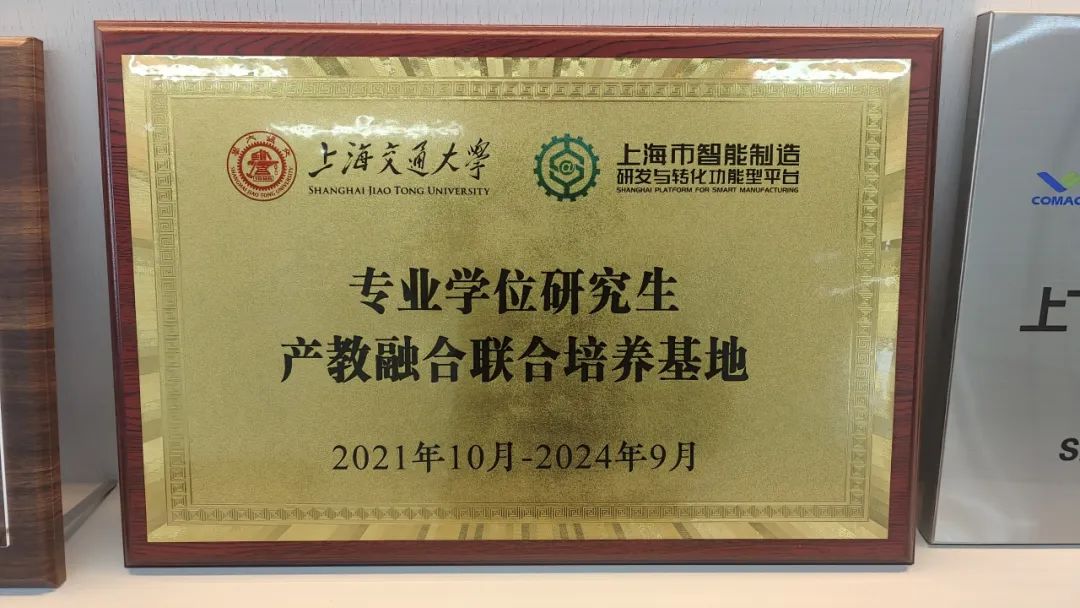 上海交通大學
SHANGHAI JIAO TONG UNIVERSITY
上海市智能制造
研发与转化功能型平台
SHANGHAI PLATFORM FOR SMART MANUFACTURING
专业学位研究生
产教融合联合培养基地
2021年10月-2024年9月
COMAC
上
S